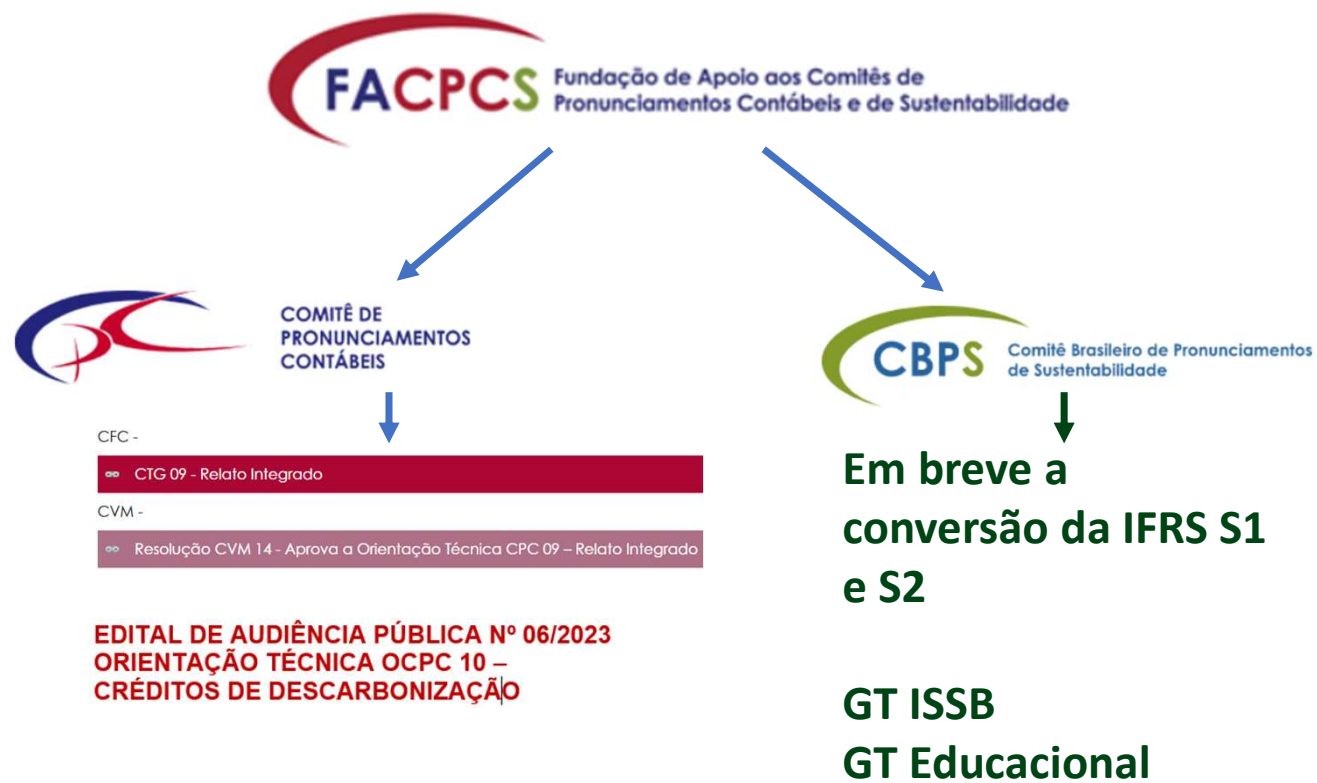 FACPCS
Fundação de Apoio aos Comitês de
Pronunciamentos Contábeis e de Sustentabilidade
COMITÊ DE
PRONUNCIAMENTOS
CONTÁBEIS
CFC -
CTG 09 - Relato Integrado
CVM -
Resolução CVM 14 - Aprova a Orientação Técnica CPC 09 – Relato Integrado
EDITAL DE AUDIÊNCIA PÚBLICA Nº 06/2023
ORIENTAÇÃO TÉCNICA OCPC 10 –
CRÉDITOS DE DESCARBONIZAÇÃO
CBPS
Comitê Brasileiro de Pronunciamentos
de Sustentabilidade
Em breve a
conversão da IFRS S1
e S2
GT ISSB
GT Educacional